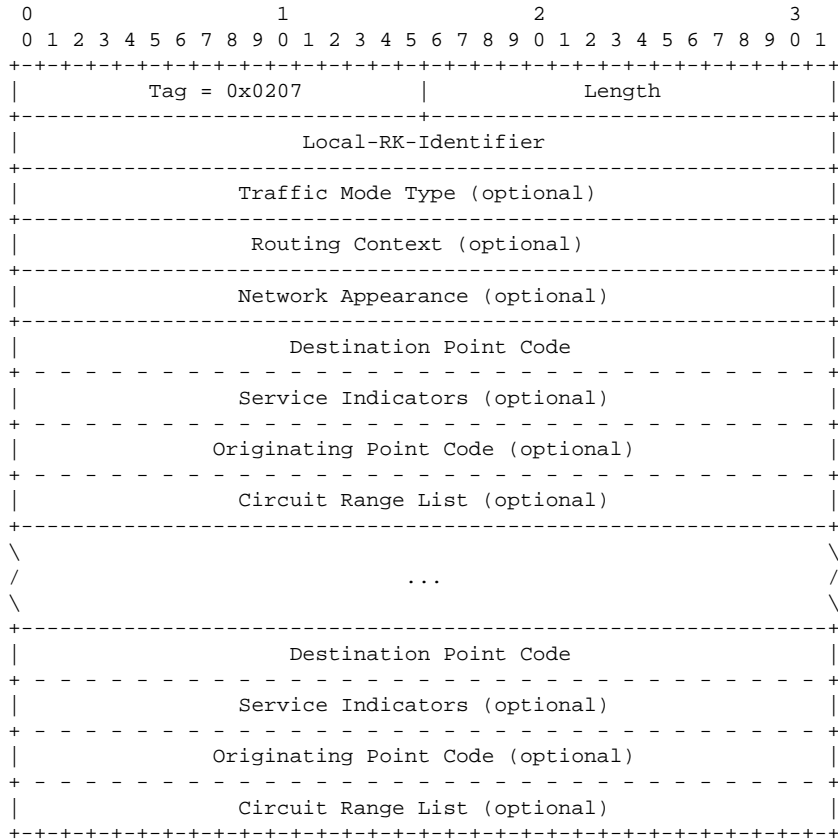 0                   1                   2                   3
 0 1 2 3 4 5 6 7 8 9 0 1 2 3 4 5 6 7 8 9 0 1 2 3 4 5 6 7 8 9 0 1
+-+-+-+-+-+-+-+-+-+-+-+-+-+-+-+-+-+-+-+-+-+-+-+-+-+-+-+-+-+-+-+-+
|          Tag = 0x0207         |            Length             |
+-------------------------------+-------------------------------+
|                      Local-RK-Identifier                      |
+---------------------------------------------------------------+
|                 Traffic Mode Type (optional)                  |
+---------------------------------------------------------------+
|                  Routing Context (optional)                   |
+---------------------------------------------------------------+
|                 Network Appearance (optional)                 |
+---------------------------------------------------------------+
|                     Destination Point Code                    |
+ - - - - - - - - - - - - - - - - - - - - - - - - - - - - - - - +
|                 Service Indicators (optional)                 |
+ - - - - - - - - - - - - - - - - - - - - - - - - - - - - - - - +
|               Originating Point Code (optional)               |
+ - - - - - - - - - - - - - - - - - - - - - - - - - - - - - - - +
|                 Circuit Range List (optional)                 |
+---------------------------------------------------------------+
\                                                               \
/                              ...                              /
\                                                               \
+---------------------------------------------------------------+
|                     Destination Point Code                    |
+ - - - - - - - - - - - - - - - - - - - - - - - - - - - - - - - +
|                 Service Indicators (optional)                 |
+ - - - - - - - - - - - - - - - - - - - - - - - - - - - - - - - +
|               Originating Point Code (optional)               |
+ - - - - - - - - - - - - - - - - - - - - - - - - - - - - - - - +
|                 Circuit Range List (optional)                 |
+-+-+-+-+-+-+-+-+-+-+-+-+-+-+-+-+-+-+-+-+-+-+-+-+-+-+-+-+-+-+-+-+